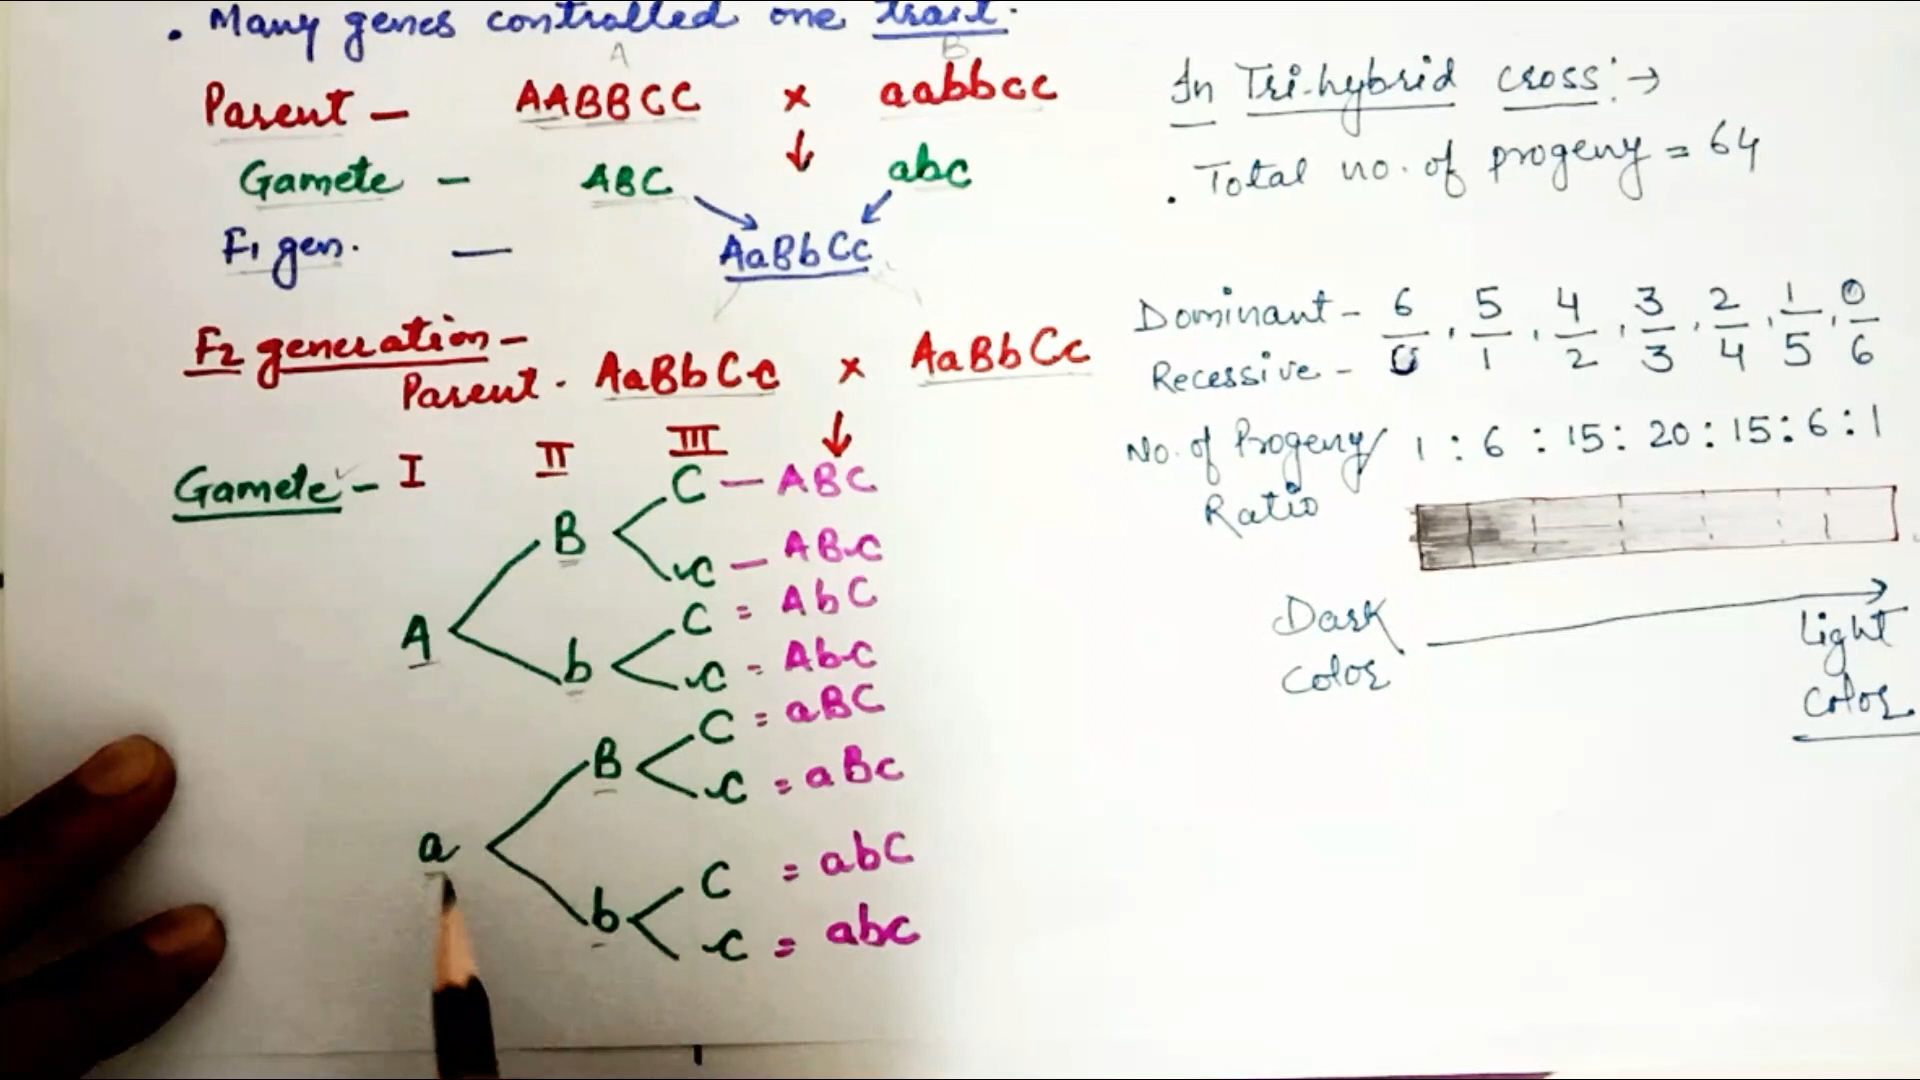 . Many genes controlled one trait.
A B
Parent - AABBCC × aabbcc
Gamete - ABC abc
F1 gen. — AaBbCc
F2 generation -
Parent - AaBbCc × AaBbCc
Gamete - I II III
C - ABC
B
c - ABc
A
C = AbC
b
c = Abc
C = aBC
B
c = aBc
a
C = abC
b
c = abc
In Tri-hybrid cross:→
. Total no. of progeny = 64
Dominant - 6 , 5 , 4 , 3 , 2 , 1 , 0
Recessive - 0 1 2 3 4 5 6
No. of Progeny 1 : 6 : 15 : 20 : 15 : 6 : 1
Ratio
Dark Color
Light Color